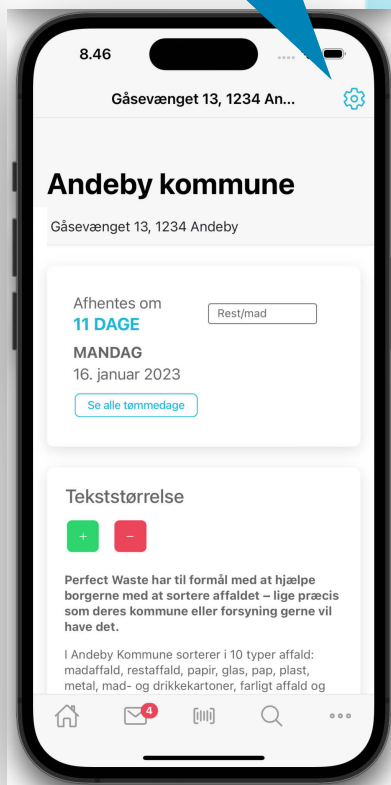 8.46
Gåsevænget 13, 1234 An...
Andeby kommune
Gåsevænget 13, 1234 Andeby
Afhentes om
11 DAGE
Rest/mad
MANDAG
16. januar 2023
Se alle tømmedage
Tekststørrelse
+ −
Perfect Waste har til formål med at hjælpe
borgerne med at sortere affaldet – lige præcis
som deres kommune eller forsyning gerne vil
have det.
I Andeby Kommune sorterer i 10 typer affald:
madaffald, restaffald, papir, glas, pap, plast,
metal, mad- og drikkekartoner, farligt affald og
4